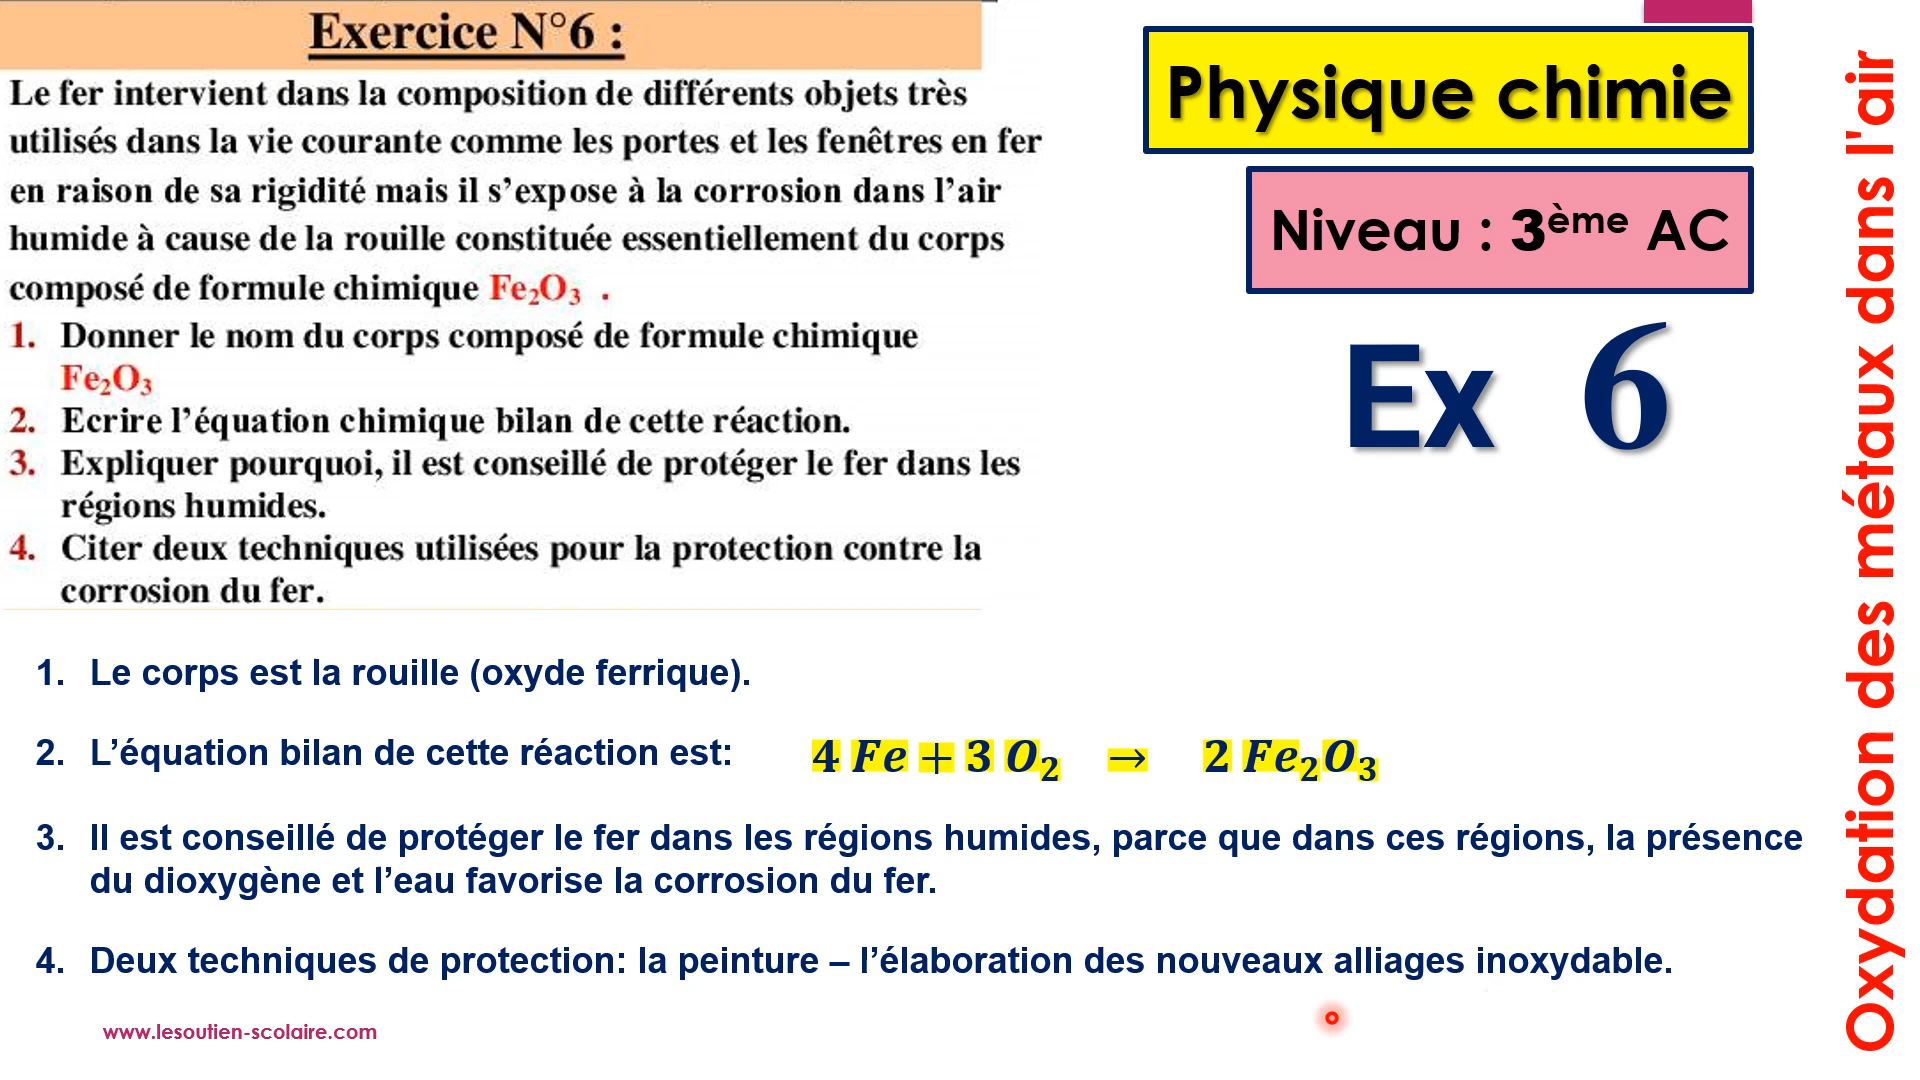 Exercice N°6 :
Le fer intervient dans la composition de différents objets très
utilisés dans la vie courante comme les portes et les fenêtres en fer
en raison de sa rigidité mais il s’expose à la corrosion dans l’air
humide à cause de la rouille constituée essentiellement du corps
composé de formule chimique Fe₂O₃ .
1. Donner le nom du corps composé de formule chimique
Fe₂O₃
2. Ecrire l’équation chimique bilan de cette réaction.
3. Expliquer pourquoi, il est conseillé de protéger le fer dans les
régions humides.
4. Citer deux techniques utilisées pour la protection contre la
corrosion du fer.
Physique chimie
Niveau : 3ème AC
Ex 6
1. Le corps est la rouille (oxyde ferrique).
2. L’équation bilan de cette réaction est: 4 Fe + 3 O₂ → 2 Fe₂O₃
3. Il est conseillé de protéger le fer dans les régions humides, parce que dans ces régions, la présence
du dioxygène et l’eau favorise la corrosion du fer.
4. Deux techniques de protection: la peinture – l’élaboration des nouveaux alliages inoxydable.
www.lesoutien-scolaire.com
Oxydation des métaux dans l'air